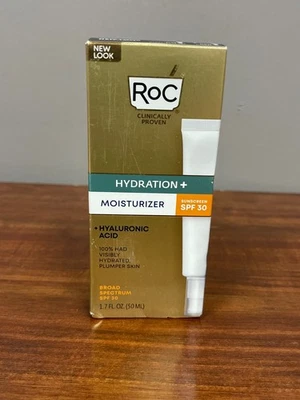 NEW
LOOK
RoC
CLINICALLY
PROVEN
HYDRATION +
MOISTURIZER
SUNSCREEN
SPF 30
• HYALURONIC
ACID
100% HAD
VISIBLY
HYDRATED,
PLUMPER SKIN
BROAD
SPECTRUM
SPF 30
1.7 FL. OZ. (50 ML)